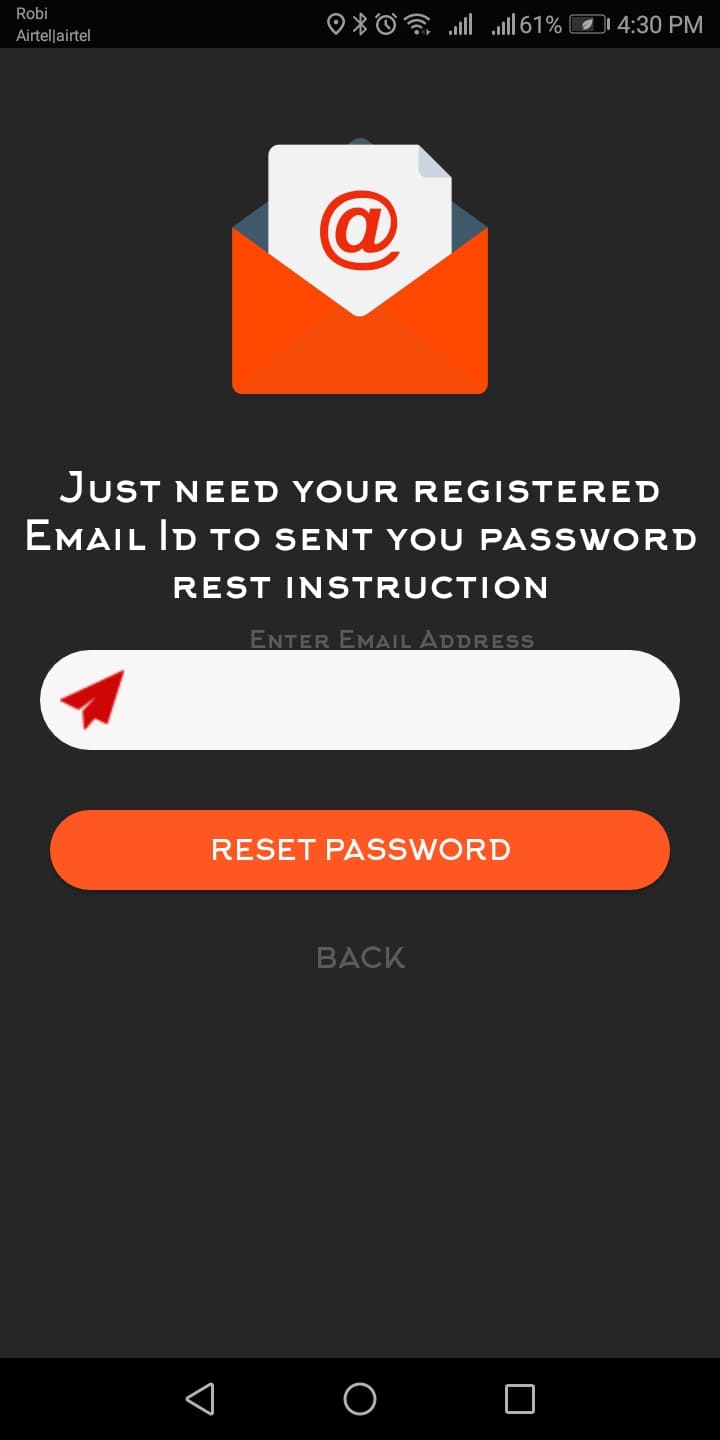 Robi
Airtel|airtel
61% 4:30 PM
@
Just need your registered
Email Id to sent you password
rest instruction
Enter Email Address
RESET PASSWORD
BACK